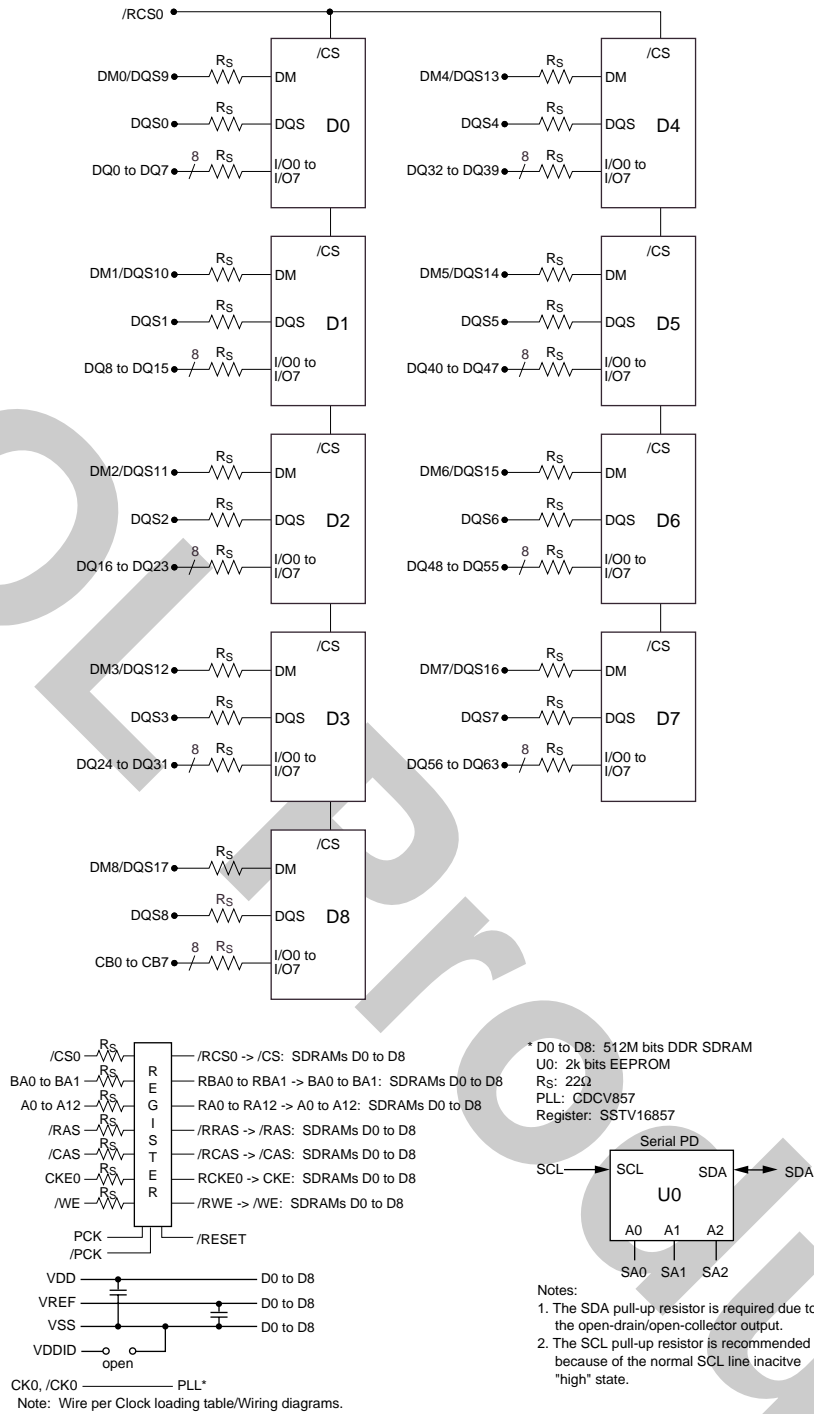 /RCS0
/CS
/CS
DM0/DQS9
RS
DM
DM4/DQS13
RS
DM
DQS0
RS
DQS
D0
DQS4
RS
DQS
D4
DQ0 to DQ7
8
RS
I/O0 to
I/O7
DQ32 to DQ39
8
RS
I/O0 to
I/O7
/CS
/CS
DM1/DQS10
RS
DM
DM5/DQS14
RS
DM
DQS1
RS
DQS
D1
DQS5
RS
DQS
D5
DQ8 to DQ15
8
RS
I/O0 to
I/O7
DQ40 to DQ47
8
RS
I/O0 to
I/O7
/CS
/CS
DM2/DQS11
RS
DM
DM6/DQS15
RS
DM
DQS2
RS
DQS
D2
DQS6
RS
DQS
D6
DQ16 to DQ23
8
RS
I/O0 to
I/O7
DQ48 to DQ55
8
RS
I/O0 to
I/O7
/CS
/CS
DM3/DQS12
RS
DM
DM7/DQS16
RS
DM
DQS3
RS
DQS
D3
DQS7
RS
DQS
D7
DQ24 to DQ31
8
RS
I/O0 to
I/O7
DQ56 to DQ63
8
RS
I/O0 to
I/O7
/CS
DM8/DQS17
RS
DM
DQS8
RS
DQS
D8
CB0 to CB7
8
RS
I/O0 to
I/O7
/CS0
RS
/RCS0 -> /CS: SDRAMs D0 to D8
BA0 to BA1
RS
RBA0 to RBA1 -> BA0 to BA1: SDRAMs D0 to D8
A0 to A12
RS
RA0 to RA12 -> A0 to A12: SDRAMs D0 to D8
/RAS
RS
/RRAS -> /RAS: SDRAMs D0 to D8
/CAS
RS
/RCAS -> /CAS: SDRAMs D0 to D8
CKE0
RS
RCKE0 -> CKE: SDRAMs D0 to D8
/WE
RS
/RWE -> /WE: SDRAMs D0 to D8
REGISTER
PCK
/PCK
/RESET
VDD
D0 to D8
VREF
D0 to D8
VSS
D0 to D8
VDDID
open
CK0, /CK0
PLL*
Note: Wire per Clock loading table/Wiring diagrams.
* D0 to D8: 512M bits DDR SDRAM
U0: 2k bits EEPROM
RS: 22Ω
PLL: CDCV857
Register: SSTV16857
Serial PD
SCL
SCL
SDA
SDA
U0
A0 A1 A2
SA0 SA1 SA2
Notes:
1. The SDA pull-up resistor is required due to
the open-drain/open-collector output.
2. The SCL pull-up resistor is recommended
because of the normal SCL line inacitve
"high" state.
L Produ